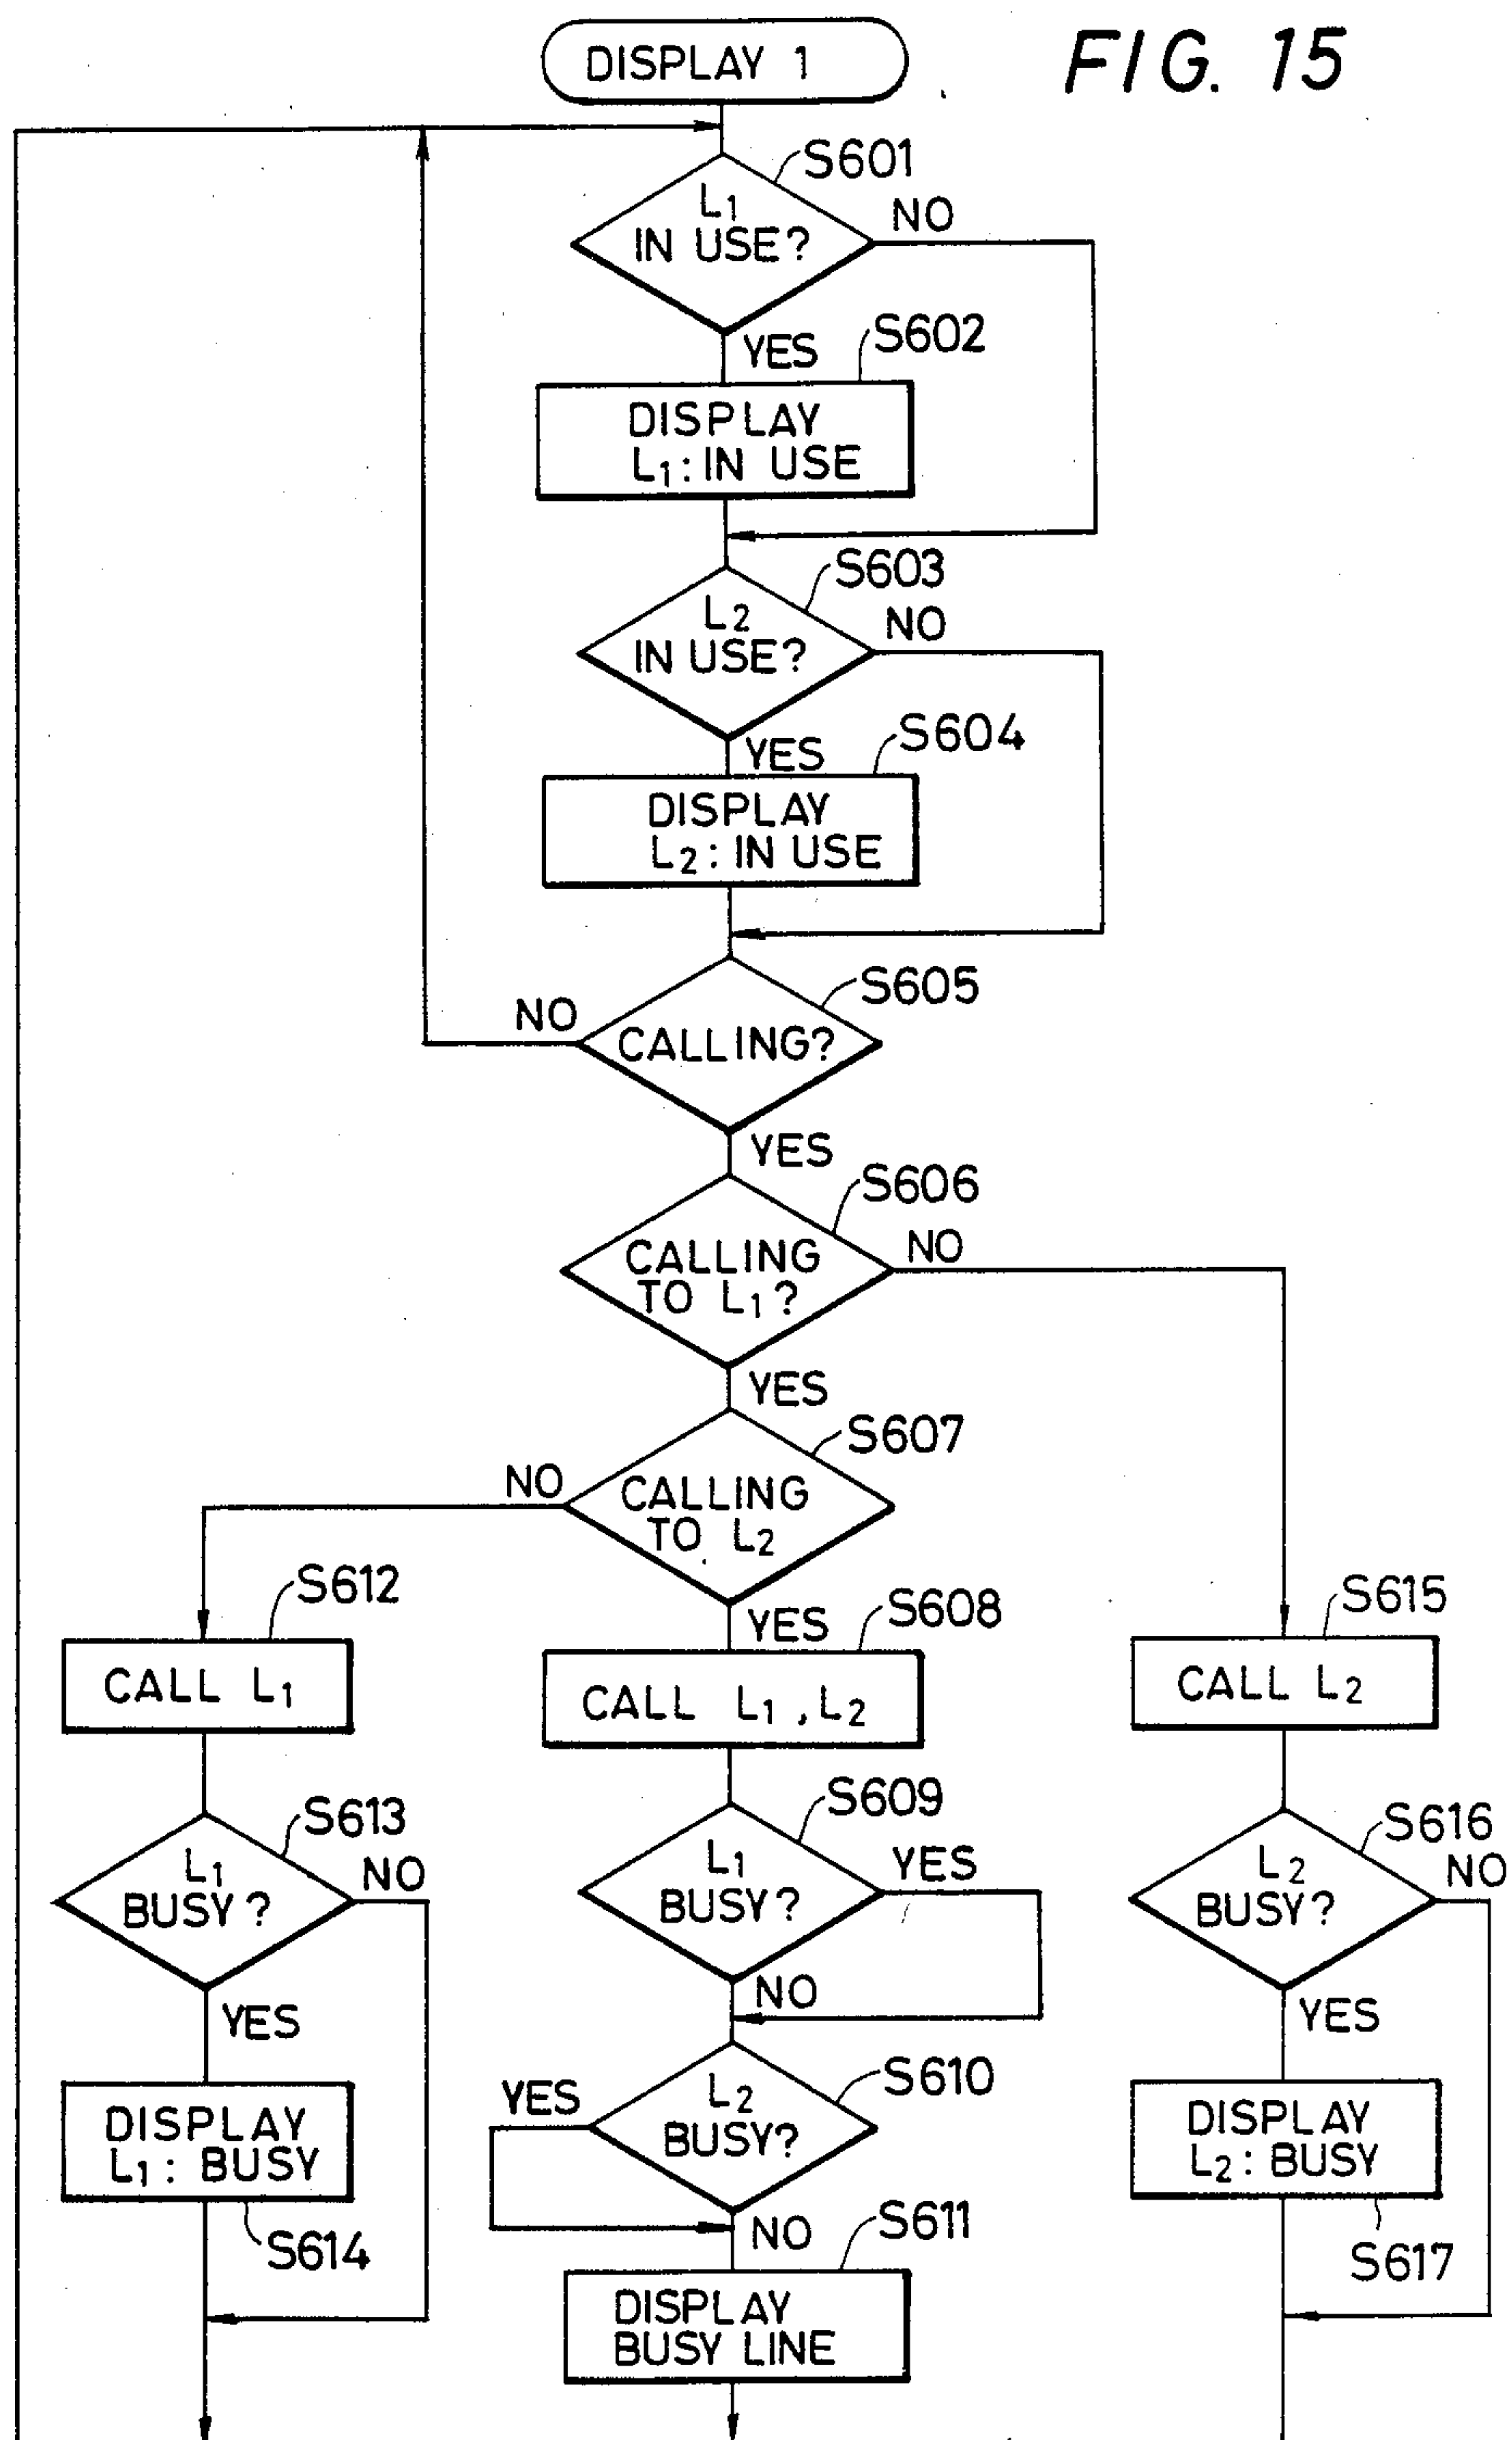 DISPLAY 1
FIG. 15
S601
L1
IN USE?
NO
YES
S602
DISPLAY
L1: IN USE
S603
L2
IN USE?
NO
YES
S604
DISPLAY
L2: IN USE
S605
NO
CALLING?
YES
S606
CALLING
TO L1?
NO
YES
S607
NO
CALLING
TO L2
YES
S612
CALL L1
S608
CALL L1, L2
S615
CALL L2
S613
L1
BUSY?
NO
YES
S609
L1
BUSY?
YES
NO
S616
L2
BUSY?
NO
YES
DISPLAY
L1: BUSY
S614
S610
YES
L2
BUSY?
NO
S611
DISPLAY
BUSY LINE
DISPLAY
L2: BUSY
S617